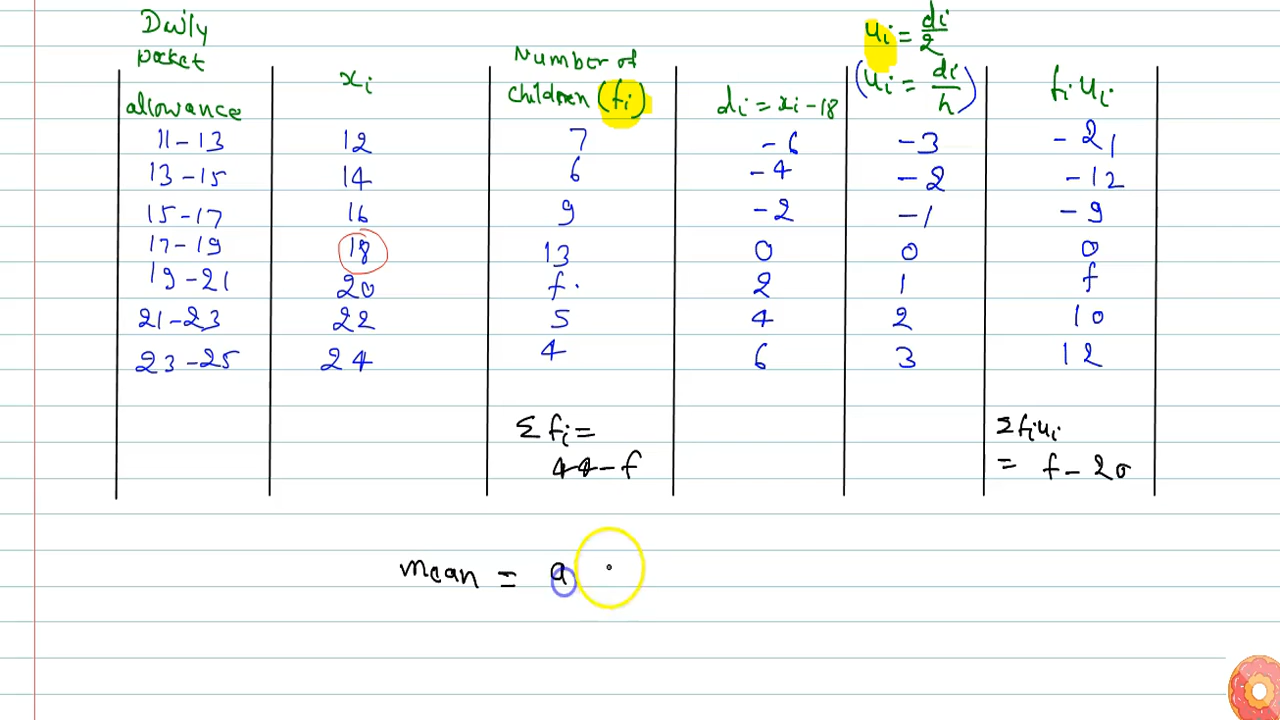 Daily pocket allowance | xi | Number of children (fi) | di = xi - 18 | ui = di/2 (ui = di/h) | fi ui
11-13 | 12 | 7 | -6 | -3 | -21
13-15 | 14 | 6 | -4 | -2 | -12
15-17 | 16 | 9 | -2 | -1 | -9
17-19 | 18 | 13 | 0 | 0 | 0
19-21 | 20 | f. | 2 | 1 | f
21-23 | 22 | 5 | 4 | 2 | 10
23-25 | 24 | 4 | 6 | 3 | 12
Σfi = 44-f | Σfiui = f-20
mean = a